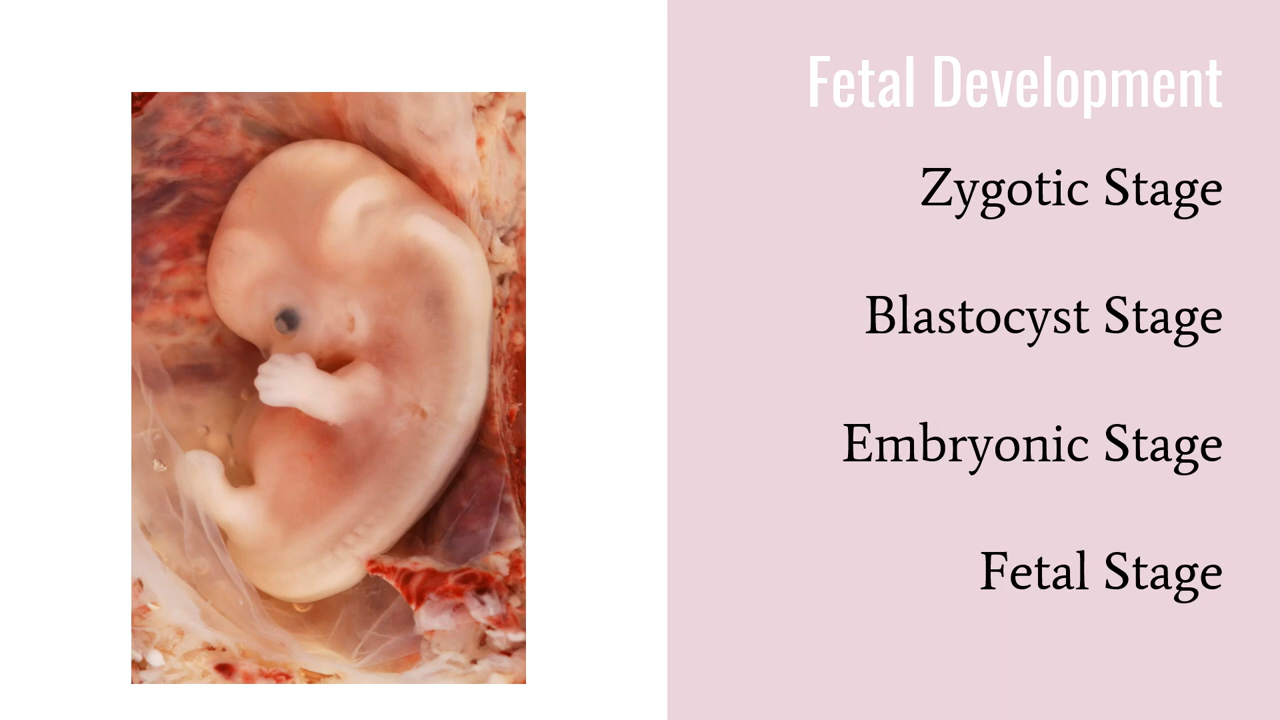 Fetal Development
Zygotic Stage
Blastocyst Stage
Embryonic Stage
Fetal Stage